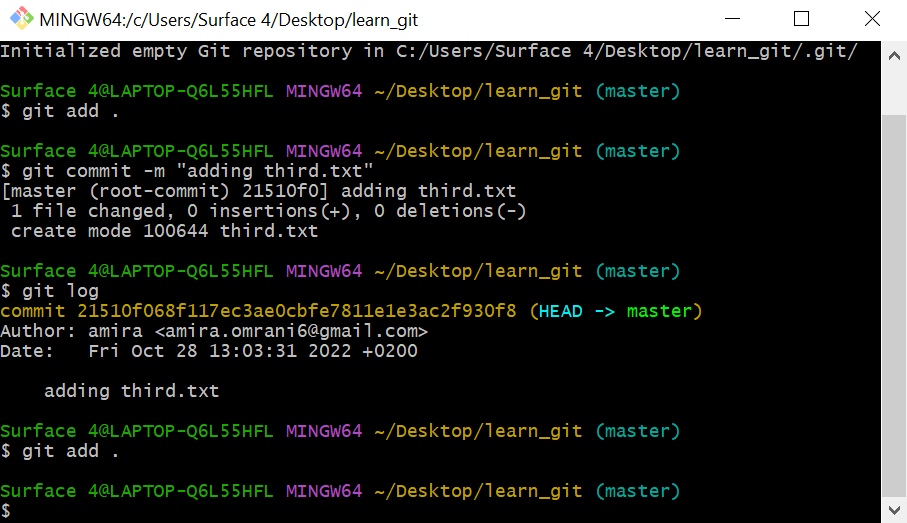 MINGW64:/c/Users/Surface 4/Desktop/learn_git
Initialized empty Git repository in C:/Users/Surface 4/Desktop/learn_git/.git/
Surface 4@LAPTOP-Q6L55HFL MINGW64 ~/Desktop/learn_git (master)
$ git add .
Surface 4@LAPTOP-Q6L55HFL MINGW64 ~/Desktop/learn_git (master)
$ git commit -m "adding third.txt"
[master (root-commit) 21510f0] adding third.txt
 1 file changed, 0 insertions(+), 0 deletions(-)
 create mode 100644 third.txt
Surface 4@LAPTOP-Q6L55HFL MINGW64 ~/Desktop/learn_git (master)
$ git log
commit 21510f068f117ec3ae0cbfe7811e1e3ac2f930f8 (HEAD -> master)
Author: amira <amira.omrani6@gmail.com>
Date:   Fri Oct 28 13:03:31 2022 +0200
    adding third.txt
Surface 4@LAPTOP-Q6L55HFL MINGW64 ~/Desktop/learn_git (master)
$ git add .
Surface 4@LAPTOP-Q6L55HFL MINGW64 ~/Desktop/learn_git (master)
$